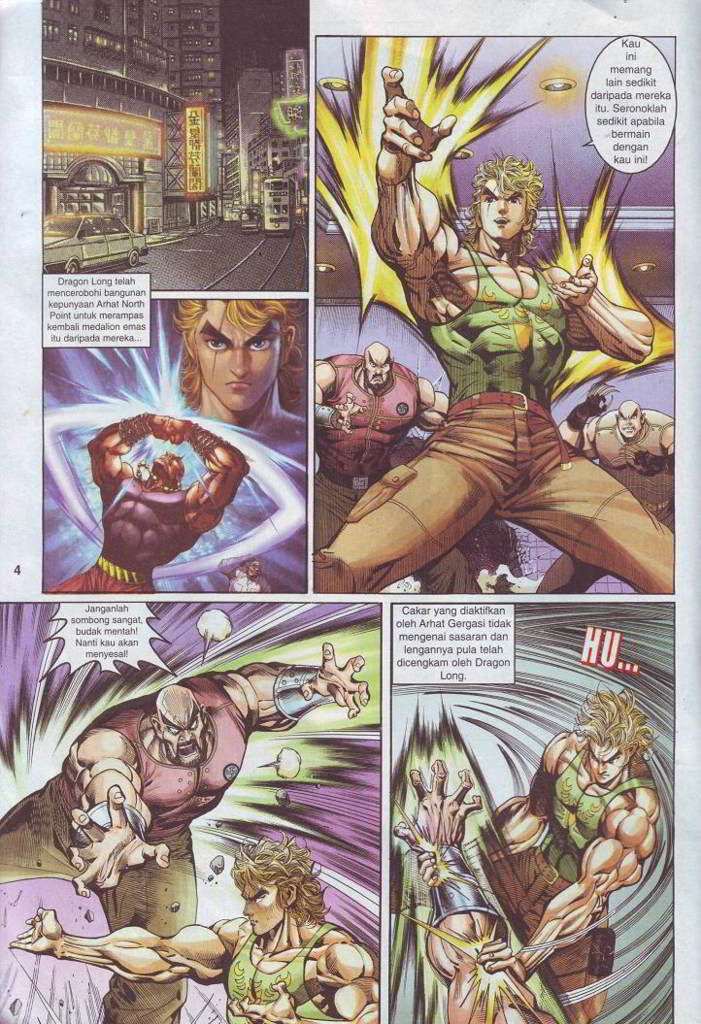 Dragon Long telah
mencerobohi bangunan
kepunyaan Arhat North
Point untuk merampas
kembali medalion emas
itu daripada mereka...
Kau
ini
memang
lain sedikit
daripada mereka
itu. Seronoklah
sedikit apabila
bermain
dengan
kau ini!
4
Janganlah
sombong sangat,
budak mentah!
Nanti kau akan
menyesal!
Cakar yang diaktifkan
oleh Arhat Gergasi tidak
mengenai sasaran dan
lengannya pula telah
dicengkam oleh Dragon
Long.
HU...